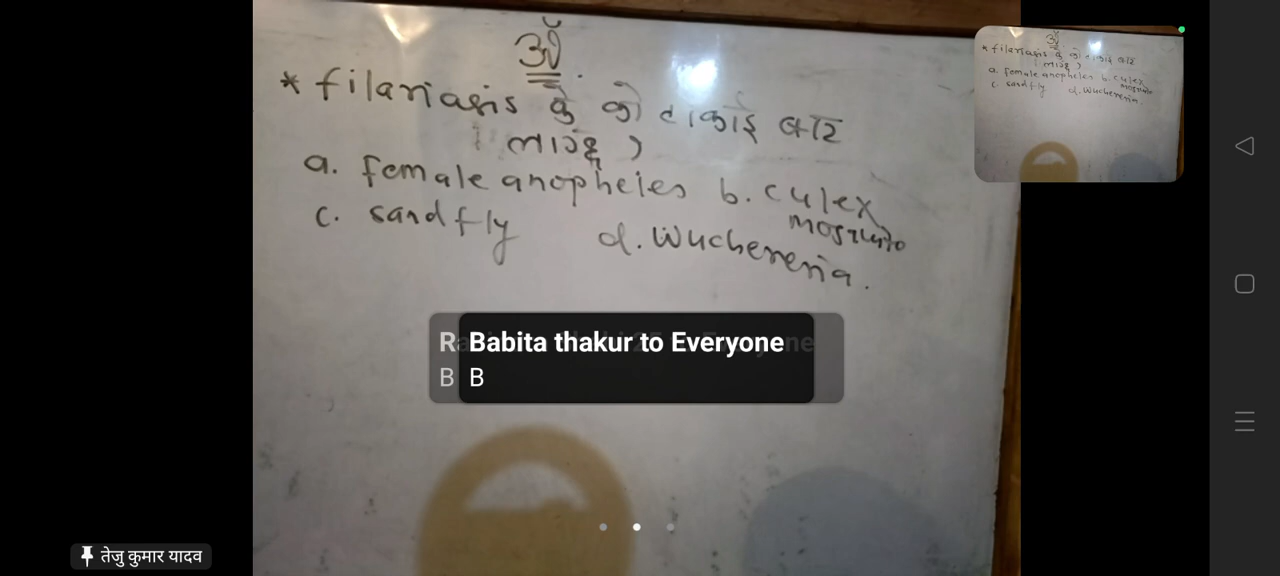 ॐ
* filariasis के को टोकाई बाट
लाग्छ ?
a. female anopheles b. culex
mosquito
c. sandfly d. Wuchereria.
Babita thakur to Everyone
B B
तेजु कुमार यादव